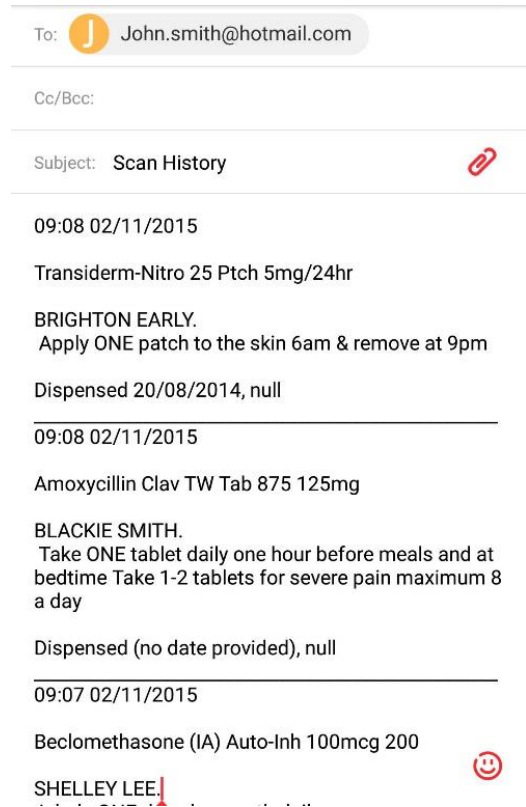 To: J John.smith@hotmail.com
Cc/Bcc:
Subject: Scan History
09:08 02/11/2015
Transiderm-Nitro 25 Ptch 5mg/24hr
BRIGHTON EARLY.
Apply ONE patch to the skin 6am & remove at 9pm
Dispensed 20/08/2014, null
09:08 02/11/2015
Amoxycillin Clav TW Tab 875 125mg
BLACKIE SMITH.
Take ONE tablet daily one hour before meals and at
bedtime Take 1-2 tablets for severe pain maximum 8
a day
Dispensed (no date provided), null
09:07 02/11/2015
Beclomethasone (IA) Auto-Inh 100mcg 200
SHELLEY LEE.